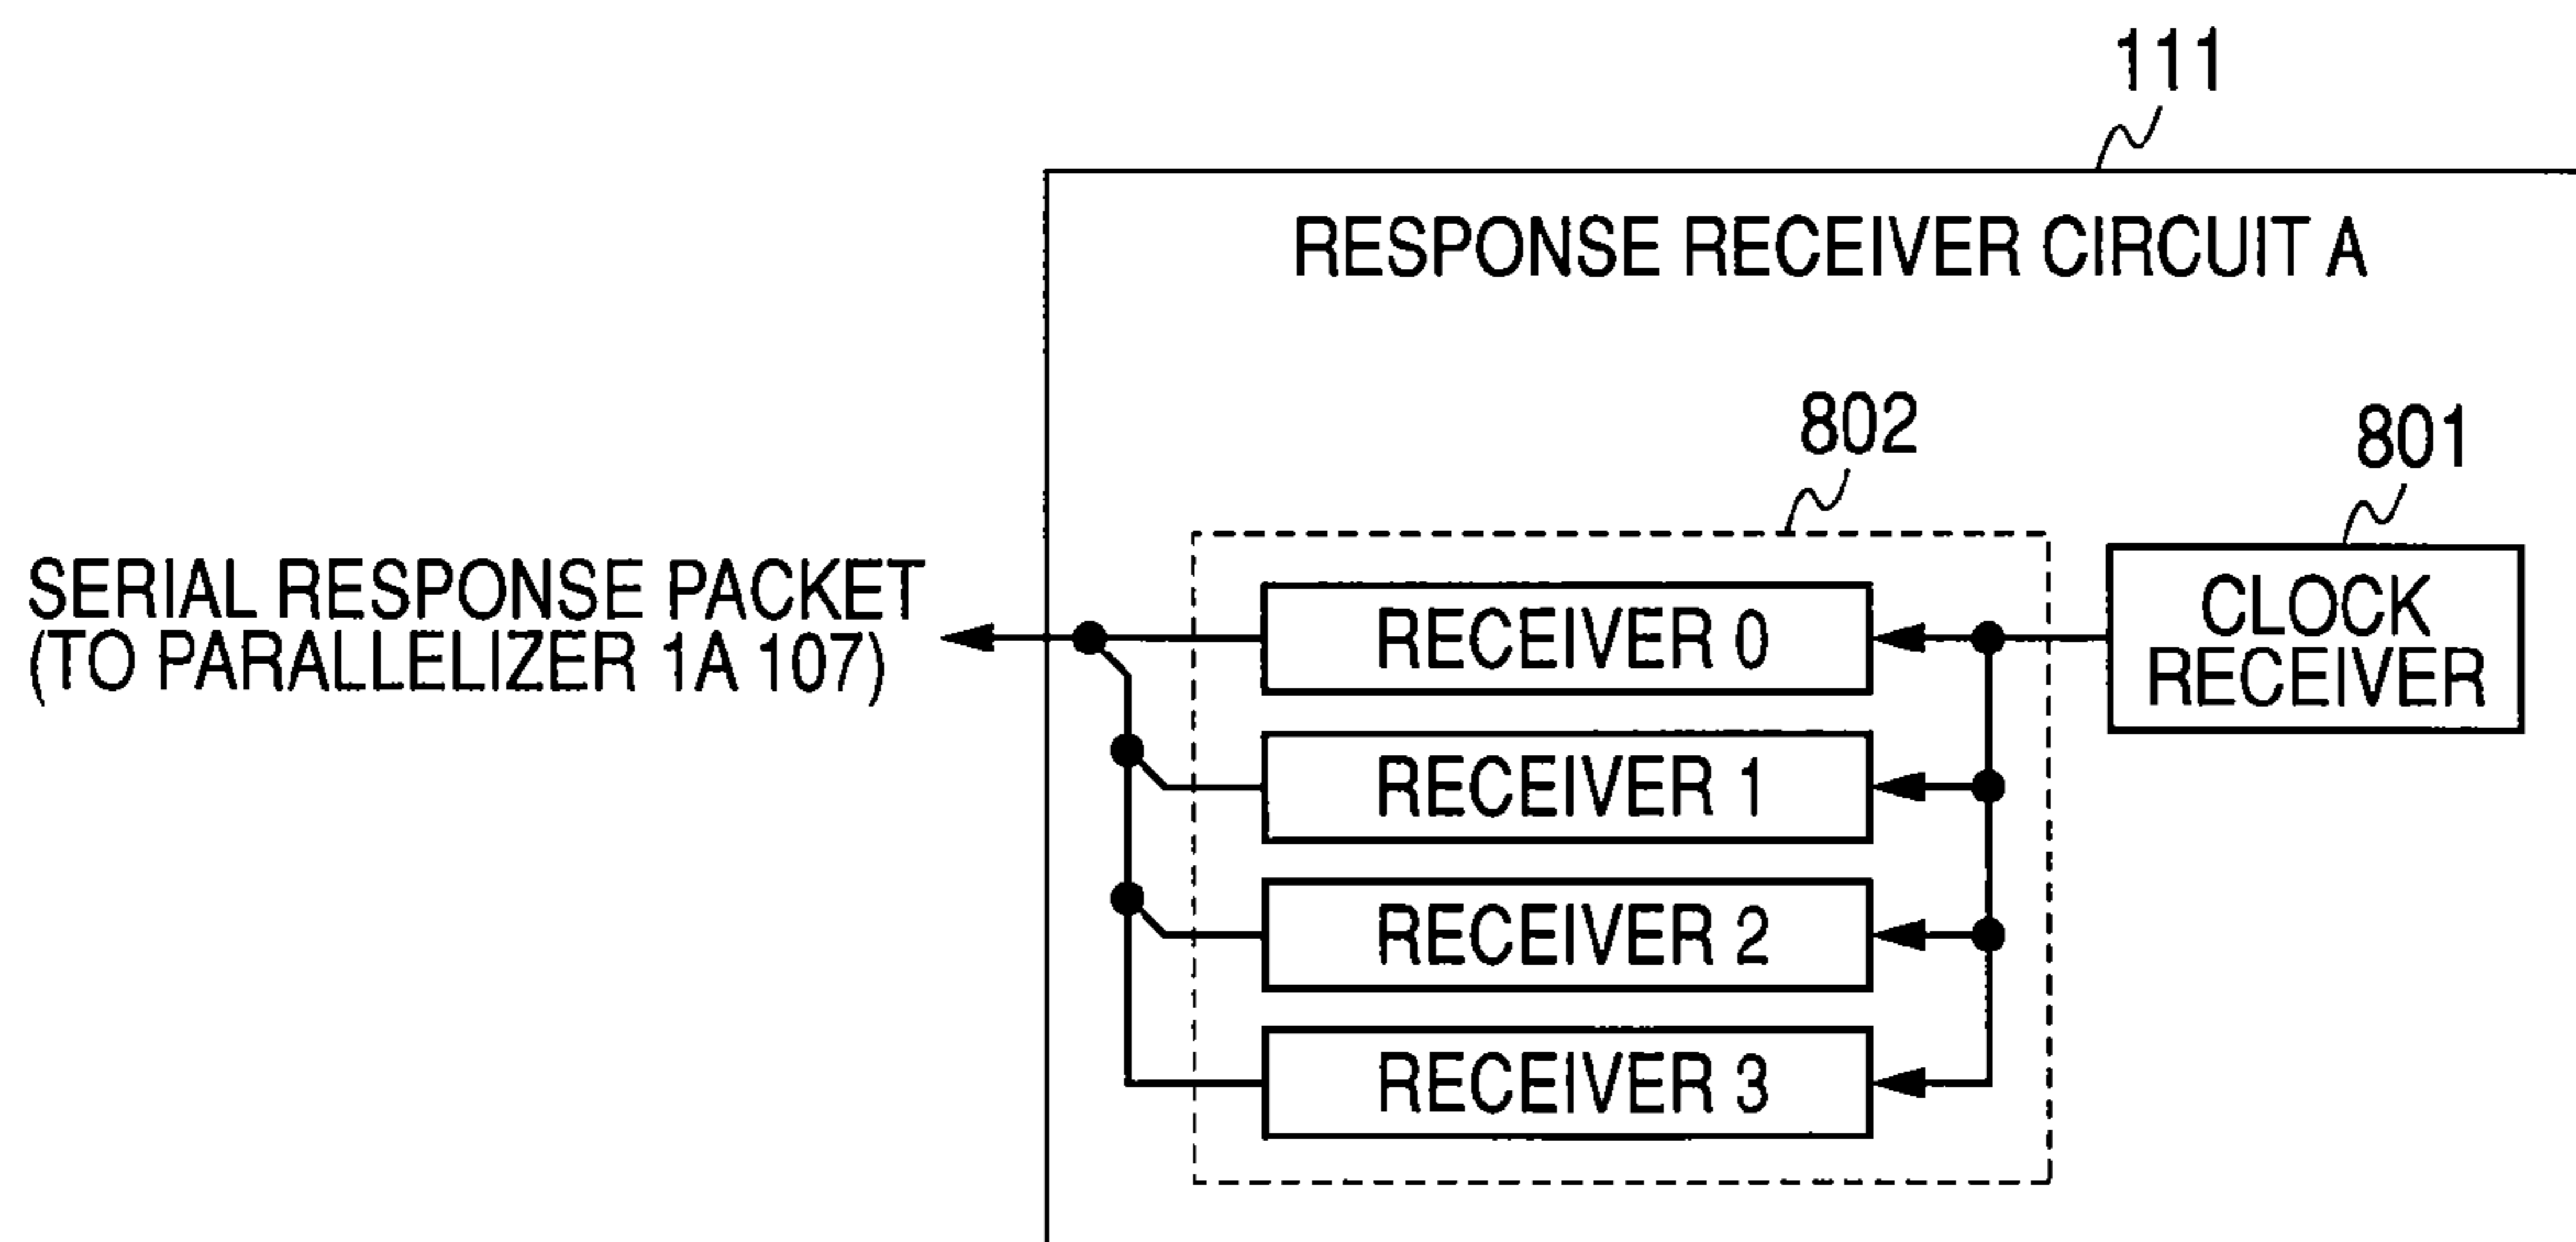 111
RESPONSE RECEIVER CIRCUIT A
802
801
SERIAL RESPONSE PACKET
(TO PARALLELIZER 1A 107)
RECEIVER 0
CLOCK
RECEIVER
RECEIVER 1
RECEIVER 2
RECEIVER 3